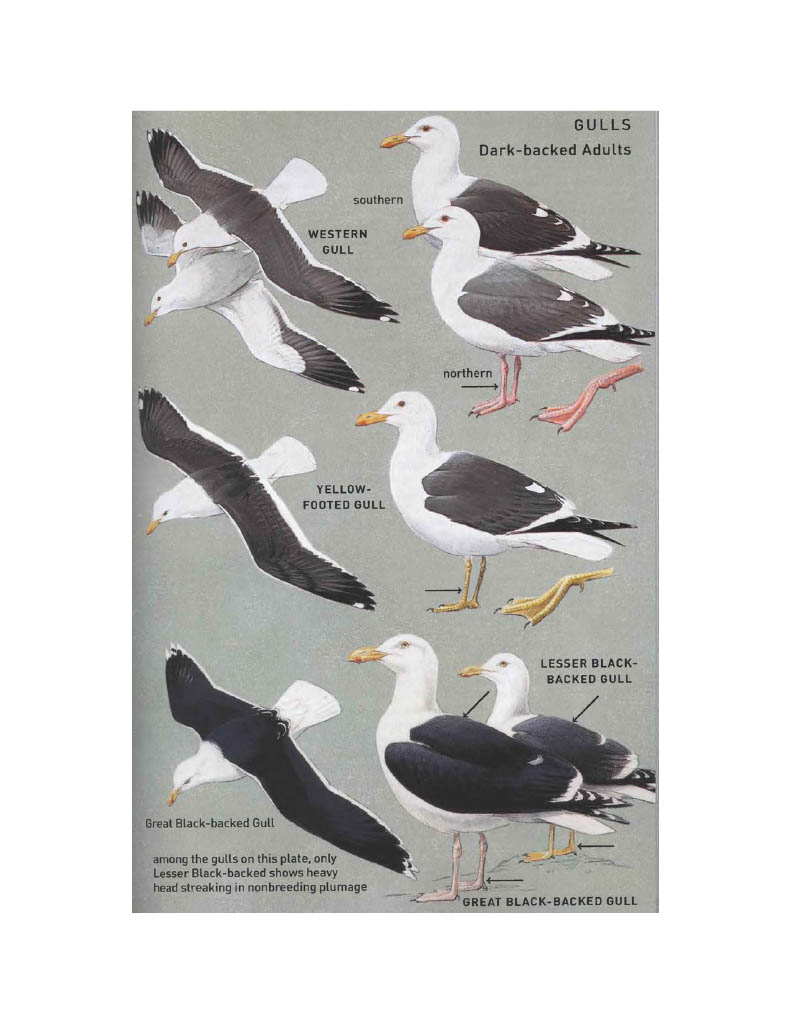 GULLS
Dark-backed Adults
southern
WESTERN
GULL
northern
YELLOW-
FOOTED GULL
LESSER BLACK-
BACKED GULL
Great Black-backed Gull
among the gulls on this plate, only
Lesser Black-backed shows heavy
head streaking in nonbreeding plumage
GREAT BLACK-BACKED GULL